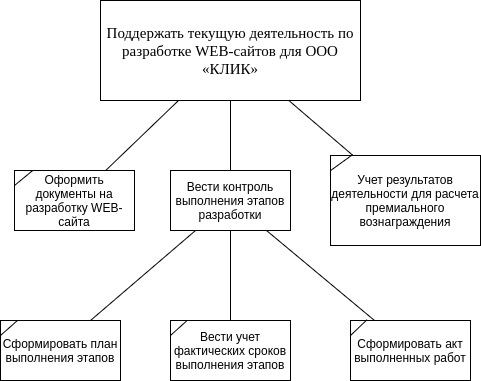 Поддержать текущую деятельность по
разработке WEB-сайтов для ООО
«КЛИК»
Оформить
документы на
разработку WEB-
сайта
Вести контроль
выполнения этапов
разработки
Учет результатов
деятельности для расчета
премиального
вознаграждения
Сформировать план
выполнения этапов
Вести учет
фактических сроков
выполнения этапов
Сформировать акт
выполненных работ